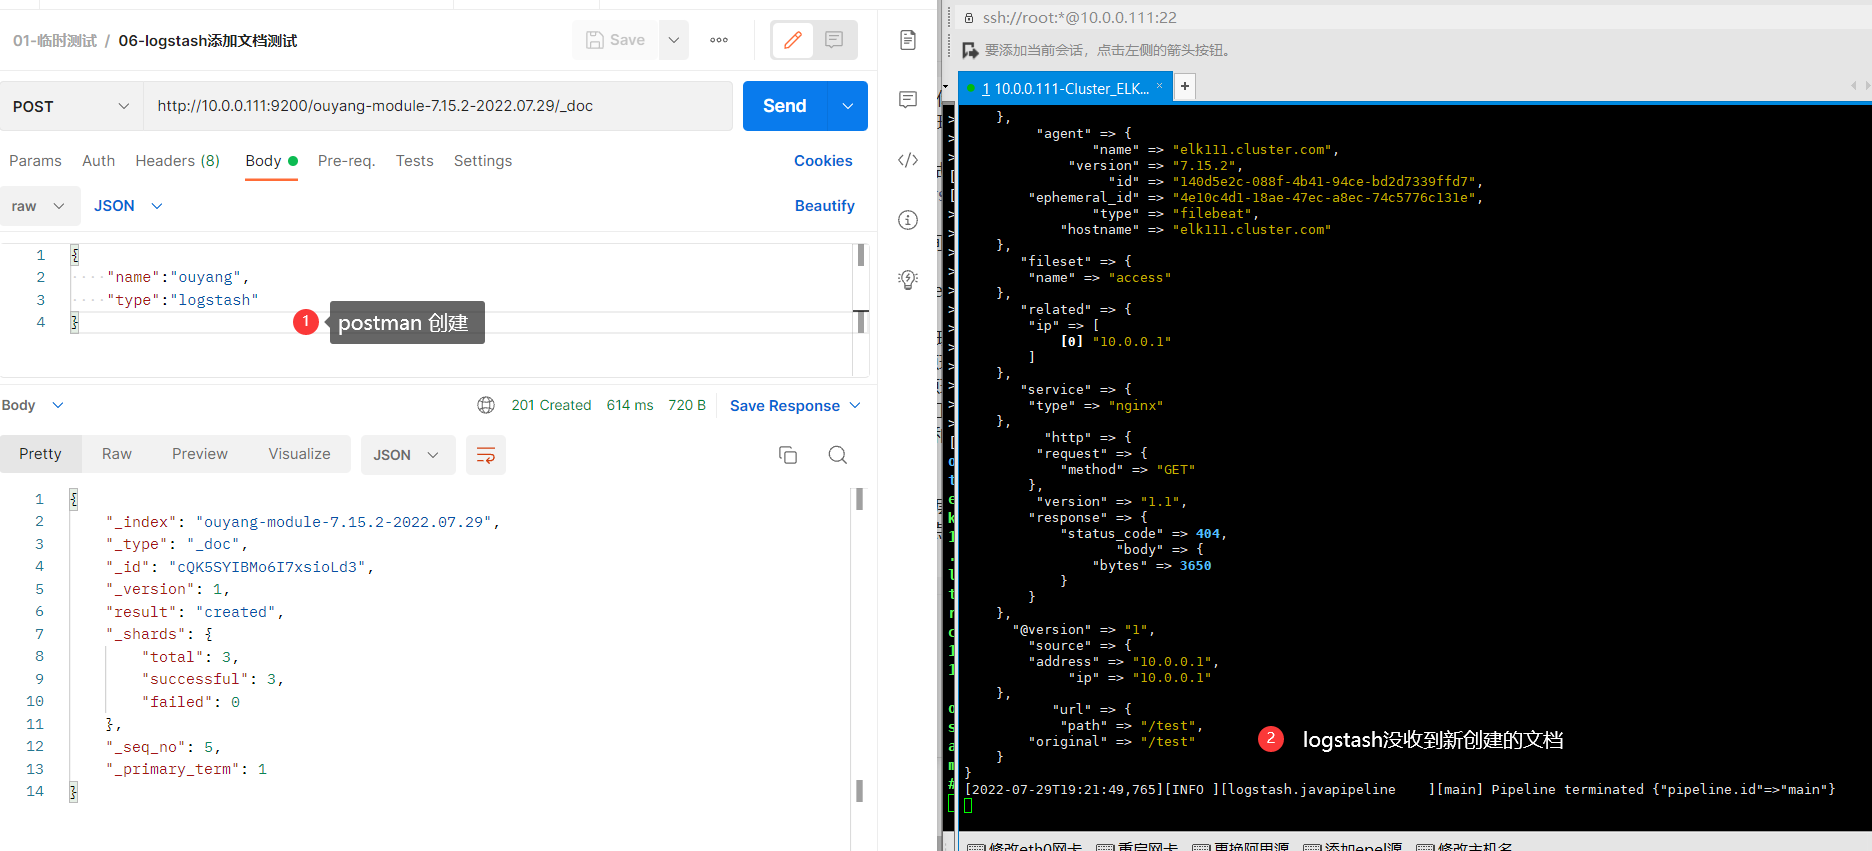 01-临时测试 / 06-logstash添加文档测试
Save
POST
http://10.0.0.111:9200/ouyang-module-7.15.2-2022.07.29/_doc
Send
Params Auth Headers (8) Body Pre-req. Tests Settings Cookies
raw JSON Beautify
1 {
2 "name":"ouyang",
3 "type":"logstash"
4 }
1 postman 创建
Body 201 Created 614 ms 720 B Save Response
Pretty Raw Preview Visualize JSON
1 {
2 "_index": "ouyang-module-7.15.2-2022.07.29",
3 "_type": "_doc",
4 "_id": "cQK5SYIBMo6I7xsioLd3",
5 "_version": 1,
6 "result": "created",
7 "_shards": {
8 "total": 3,
9 "successful": 3,
10 "failed": 0
11 },
12 "_seq_no": 5,
13 "_primary_term": 1
14 }
ssh://root:*@10.0.0.111:22
要添加当前会话，点击左侧的箭头按钮。
1 10.0.0.111-Cluster_ELK... × +
},
"agent" => {
"name" => "elk111.cluster.com",
"version" => "7.15.2",
"id" => "140d5e2c-088f-4b41-94ce-bd2d7339ffd7",
"ephemeral_id" => "4e10c4d1-18ae-47ec-a8ec-74c5776c131e",
"type" => "filebeat",
"hostname" => "elk111.cluster.com"
},
"fileset" => {
"name" => "access"
},
"related" => {
"ip" => [
[0] "10.0.0.1"
]
},
"service" => {
"type" => "nginx"
},
"http" => {
"request" => {
"method" => "GET"
},
"version" => "1.1",
"response" => {
"status_code" => 404,
"body" => {
"bytes" => 3650
}
}
},
"@version" => "1",
"source" => {
"address" => "10.0.0.1",
"ip" => "10.0.0.1"
},
"url" => {
"path" => "/test",
"original" => "/test"
}
}
2 logstash没收到新创建的文档
[2022-07-29T19:21:49,765][INFO ][logstash.javapipeline ][main] Pipeline terminated {"pipeline.id"=>"main"}
修改eth0网卡 重启网卡 更换阿里源 添加epel源 修改主机名